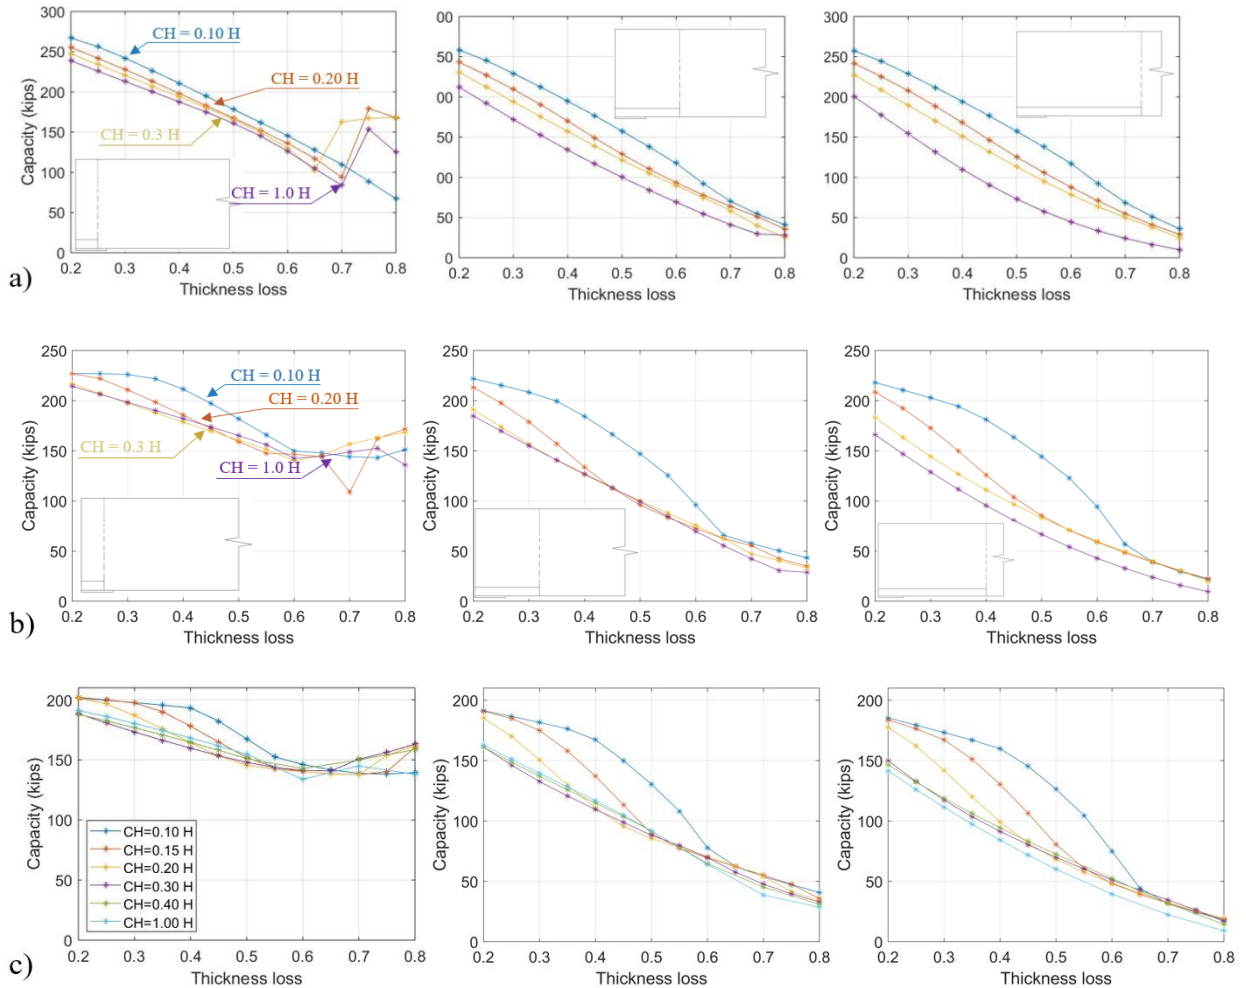 a)
Capacity (kips)
300
250
200
150
100
50
0
0.2 0.3 0.4 0.5 0.6 0.7 0.8
Thickness loss
CH = 0.10 H
CH = 0.20 H
CH = 0.3 H
CH = 1.0 H
Capacity (kips)
00
50
00
50
00
50
0
0.2 0.3 0.4 0.5 0.6 0.7 0.8
Thickness loss
Capacity (kips)
300
250
200
150
100
50
0
0.2 0.3 0.4 0.5 0.6 0.7 0.8
Thickness loss
b)
Capacity (kips)
250
200
150
100
50
0
0.2 0.3 0.4 0.5 0.6 0.7 0.8
Thickness loss
CH = 0.10 H
CH = 0.20 H
CH = 0.3 H
CH = 1.0 H
Capacity (kips)
250
200
150
100
50
0
0.2 0.3 0.4 0.5 0.6 0.7 0.8
Thickness loss
Capacity (kips)
250
200
150
100
50
0
0.2 0.3 0.4 0.5 0.6 0.7 0.8
Thickness loss
c)
Capacity (kips)
200
150
100
50
0
0.2 0.3 0.4 0.5 0.6 0.7 0.8
Thickness loss
CH=0.10 H
CH=0.15 H
CH=0.20 H
CH=0.30 H
CH=0.40 H
CH=1.00 H
Capacity (kips)
200
150
100
50
0
0.2 0.3 0.4 0.5 0.6 0.7 0.8
Thickness loss
Capacity (kips)
200
150
100
50
0
0.2 0.3 0.4 0.5 0.6 0.7 0.8
Thickness loss